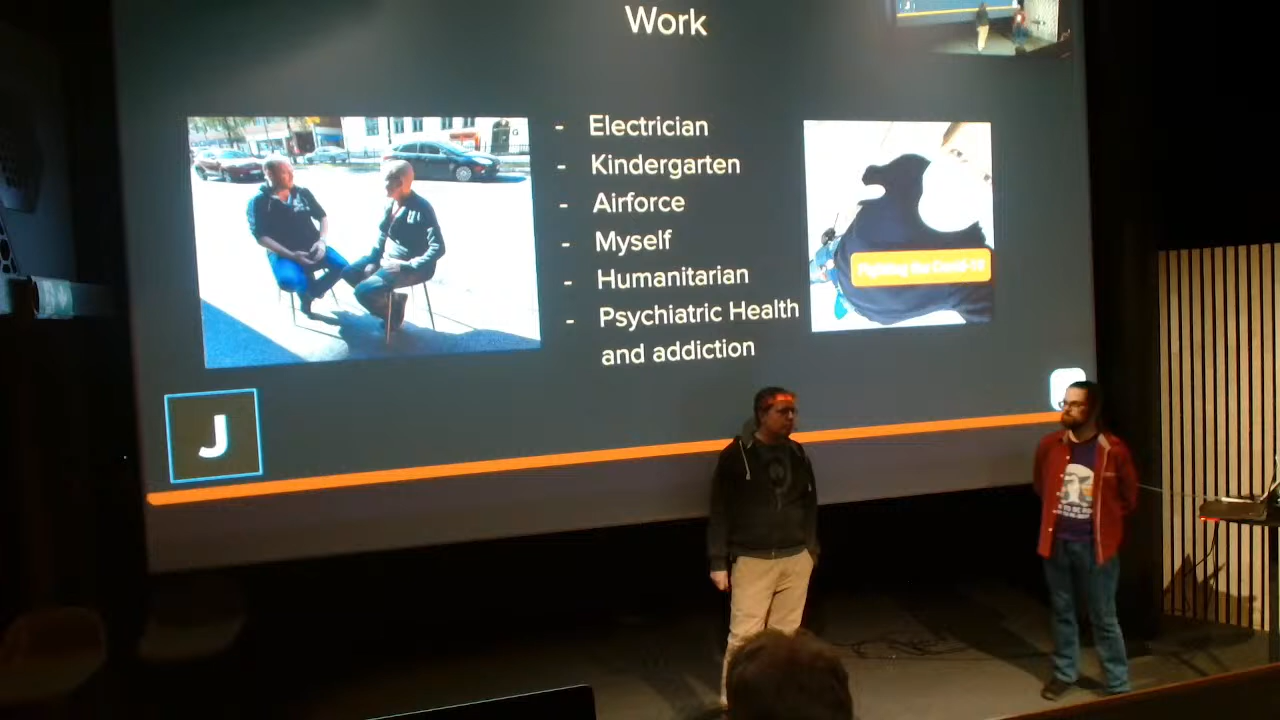 Work
- Electrician
- Kindergarten
- Airforce
- Myself
- Humanitarian
- Psychiatric Health
and addiction
Fighting the Covid-19
J